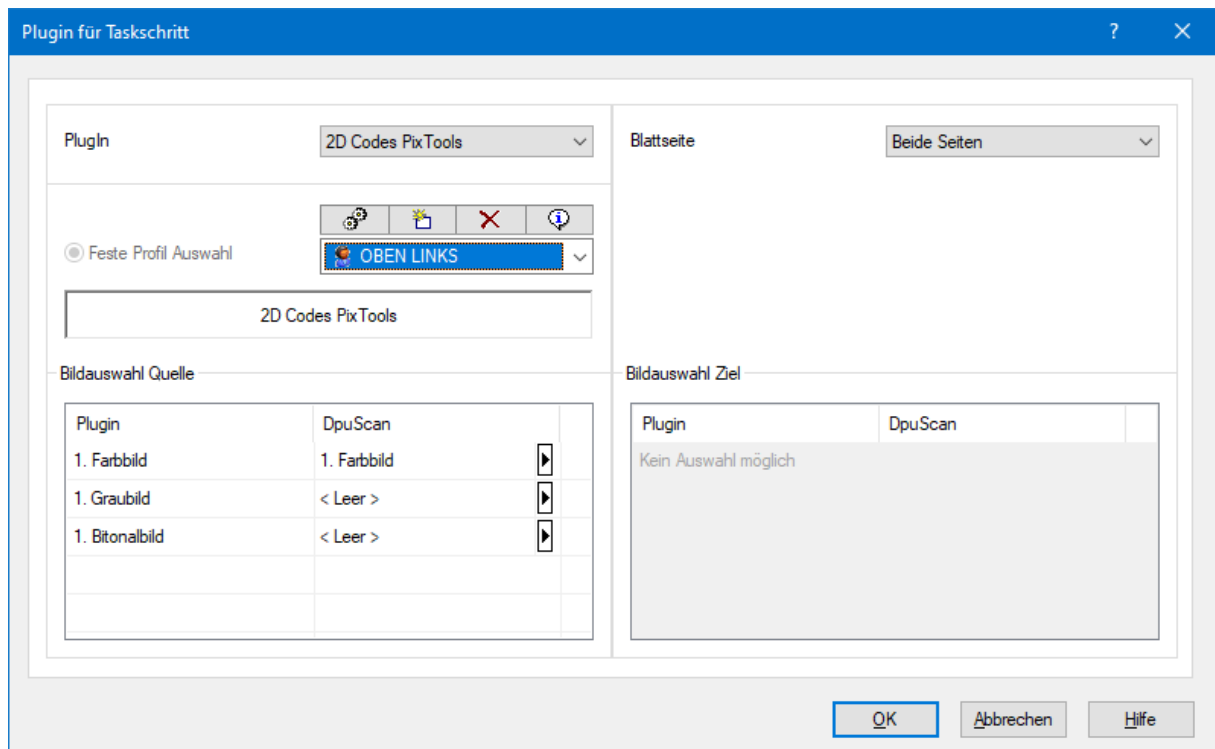 Plugin für Taskschritt
PlugIn
2D Codes PixTools
Blattseite
Beide Seiten
Feste Profil Auswahl
OBEN LINKS
2D Codes PixTools
Bildauswahl Quelle
Bildauswahl Ziel
Plugin DpuScan
1. Farbbild 1. Farbbild
1. Graubild < Leer >
1. Bitonalbild < Leer >
Plugin DpuScan
Kein Auswahl möglich
OK
Abbrechen
Hilfe